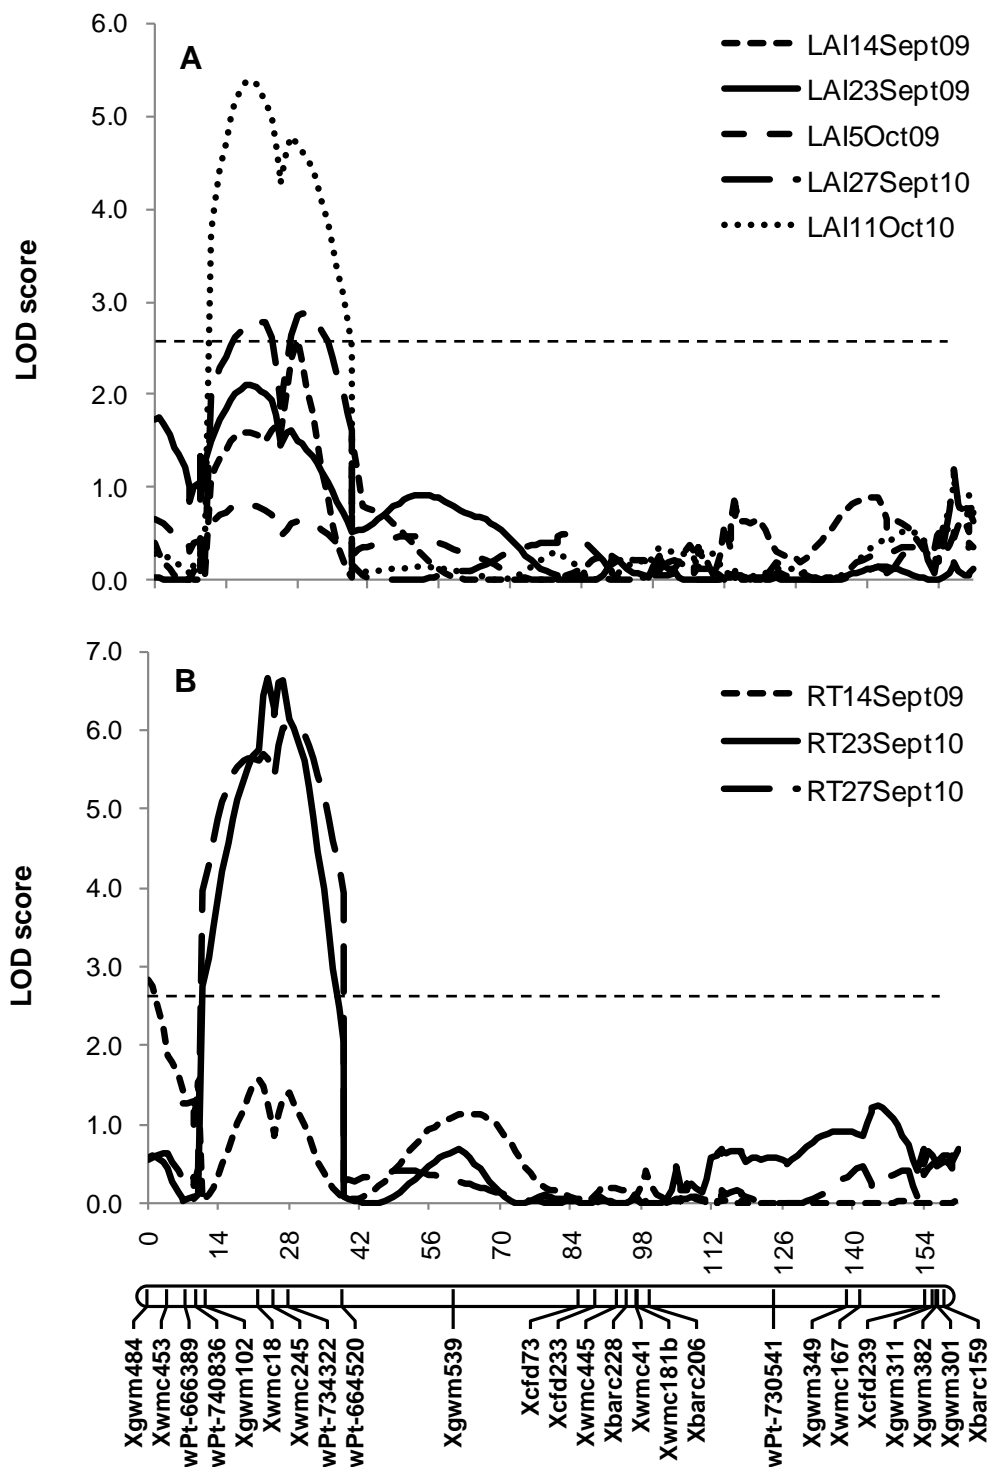 6.0
A
LAI14Sept09
LAI23Sept09
5.0
LAI5Oct09
LAI27Sept10
4.0
LAI11Oct10
LOD score
3.0
2.0
1.0
0.0
7.0
B
RT14Sept09
6.0
RT23Sept10
RT27Sept10
5.0
4.0
LOD score
3.0
2.0
1.0
0.0
0 14 28 42 56 70 84 98 112 126 140 154
Xgwm484
Xwmc453
wPt-666389
wPt-740836
Xgwm102
Xwmc18
Xwmc245
wPt-734322
wPt-664520
Xgwm539
Xcfd73
Xcfd233
Xwmc445
Xbarc228
Xwmc41
Xwmc181b
Xbarc206
wPt-730541
Xgwm349
Xwmc167
Xcfd239
Xgwm311
Xgwm382
Xgwm301
Xbarc159